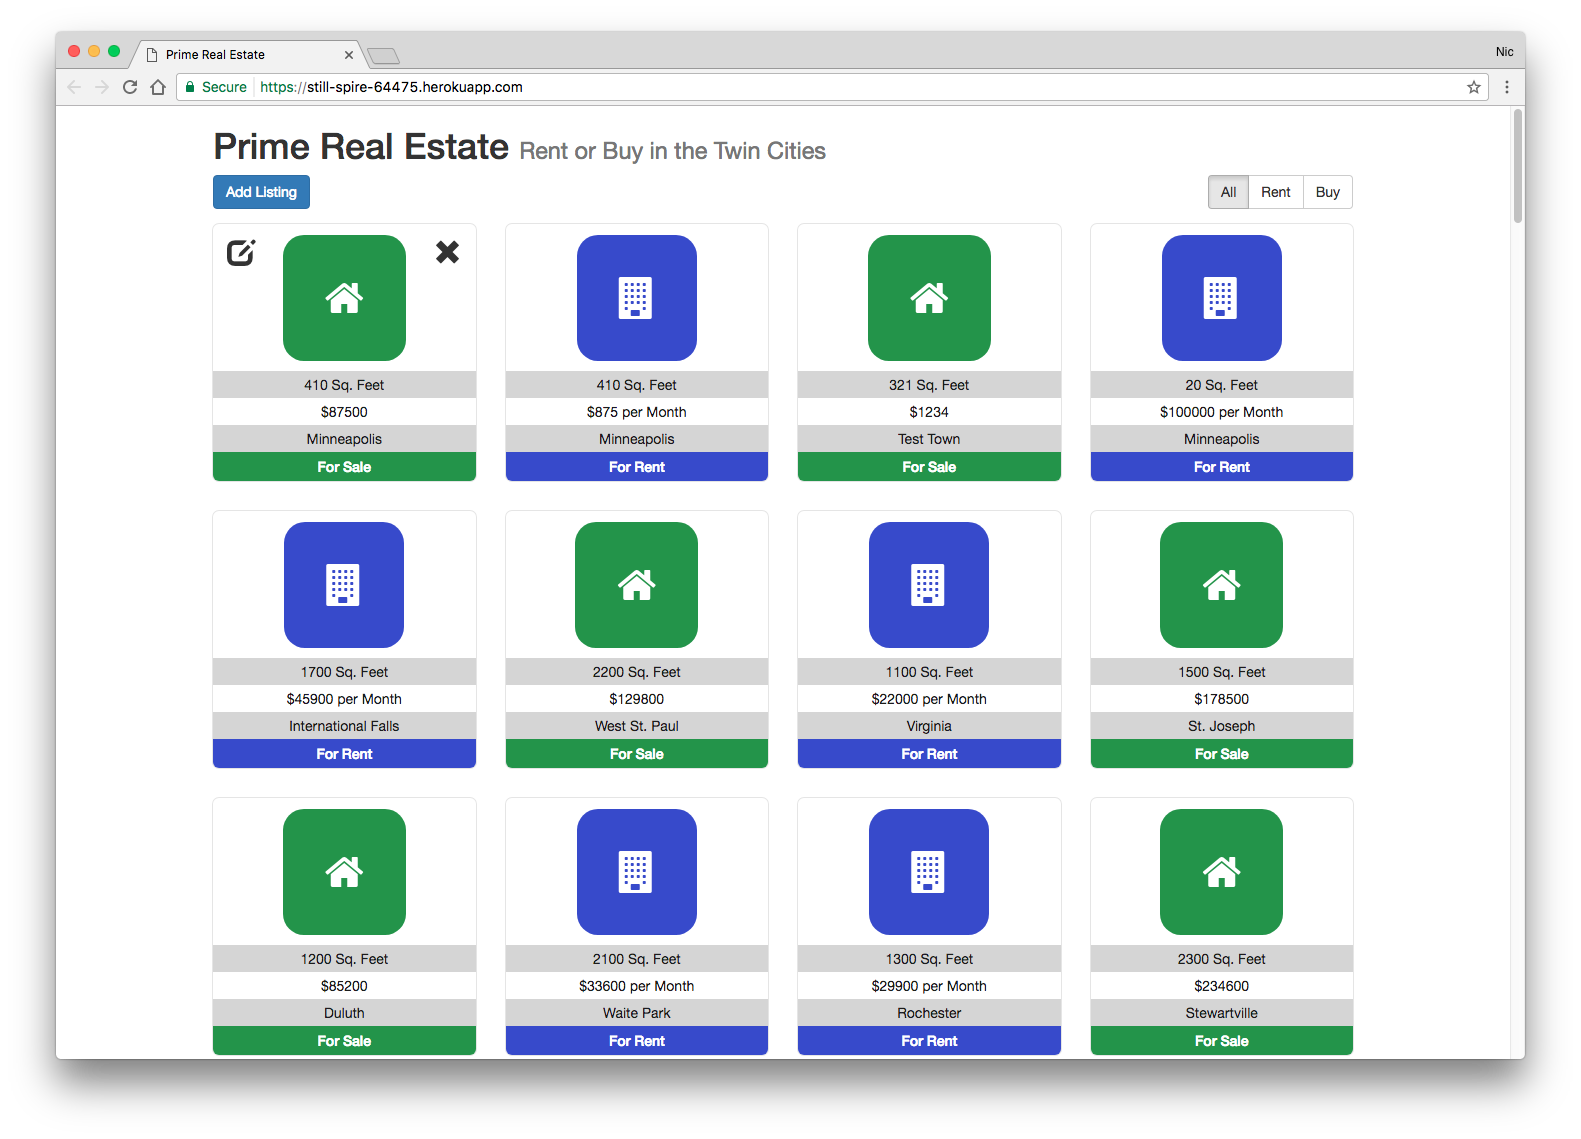 Prime Real Estate
Nic
Secure https://still-spire-64475.herokuapp.com
Prime Real Estate Rent or Buy in the Twin Cities
Add Listing
All Rent Buy
410 Sq. Feet
$87500
Minneapolis
For Sale
410 Sq. Feet
$875 per Month
Minneapolis
For Rent
321 Sq. Feet
$1234
Test Town
For Sale
20 Sq. Feet
$100000 per Month
Minneapolis
For Rent
1700 Sq. Feet
$45900 per Month
International Falls
For Rent
2200 Sq. Feet
$129800
West St. Paul
For Sale
1100 Sq. Feet
$22000 per Month
Virginia
For Rent
1500 Sq. Feet
$178500
St. Joseph
For Sale
1200 Sq. Feet
$85200
Duluth
For Sale
2100 Sq. Feet
$33600 per Month
Waite Park
For Rent
1300 Sq. Feet
$29900 per Month
Rochester
For Rent
2300 Sq. Feet
$234600
Stewartville
For Sale